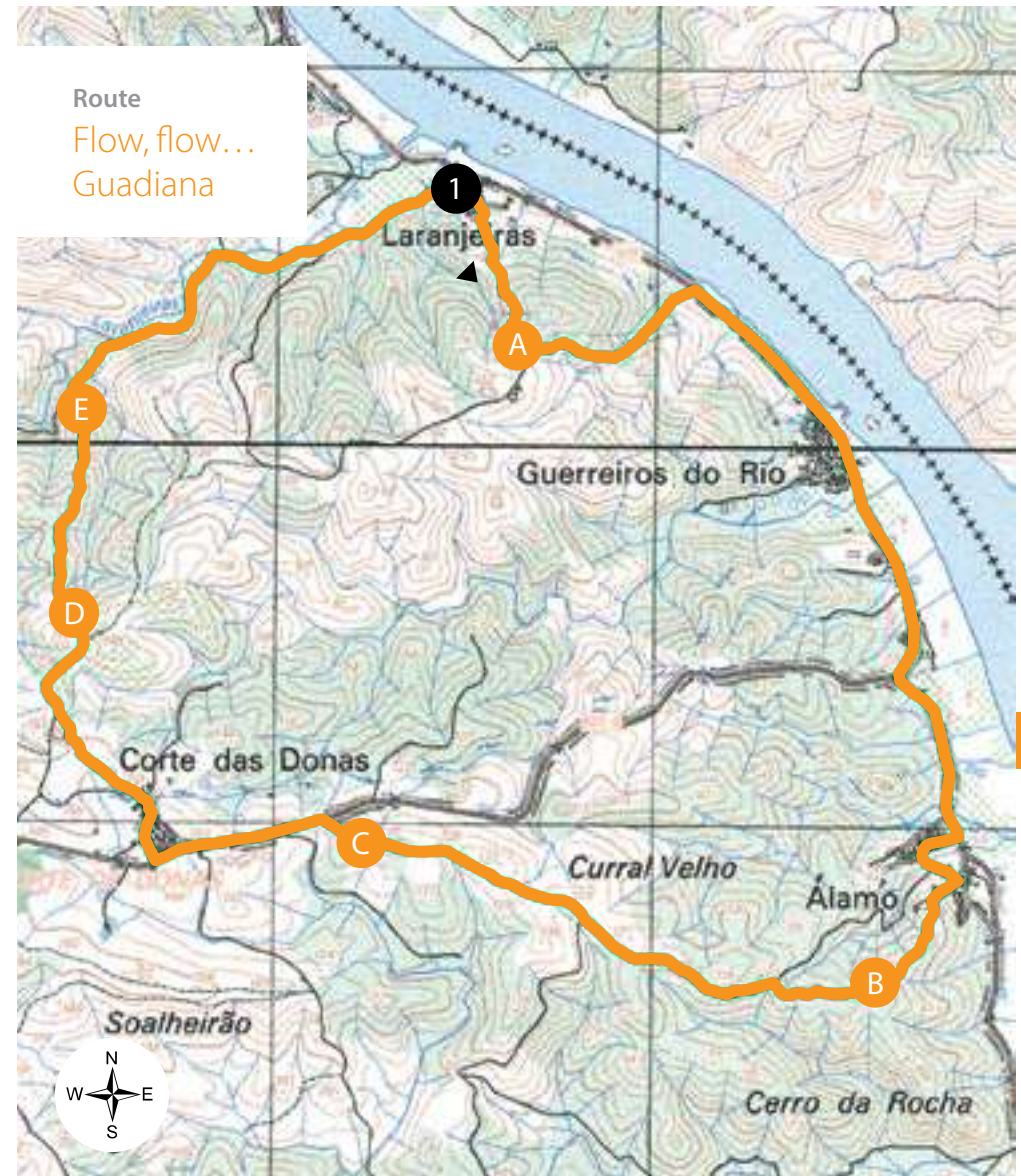 Route
Flow, flow…
Guadiana
1
Laranjeiras
A
E
Guerreiros do Rio
D
Corte das Donas
C
Curral Velho
Álamo
B
Soalheirão
N
W E
S
Cerro da Rocha